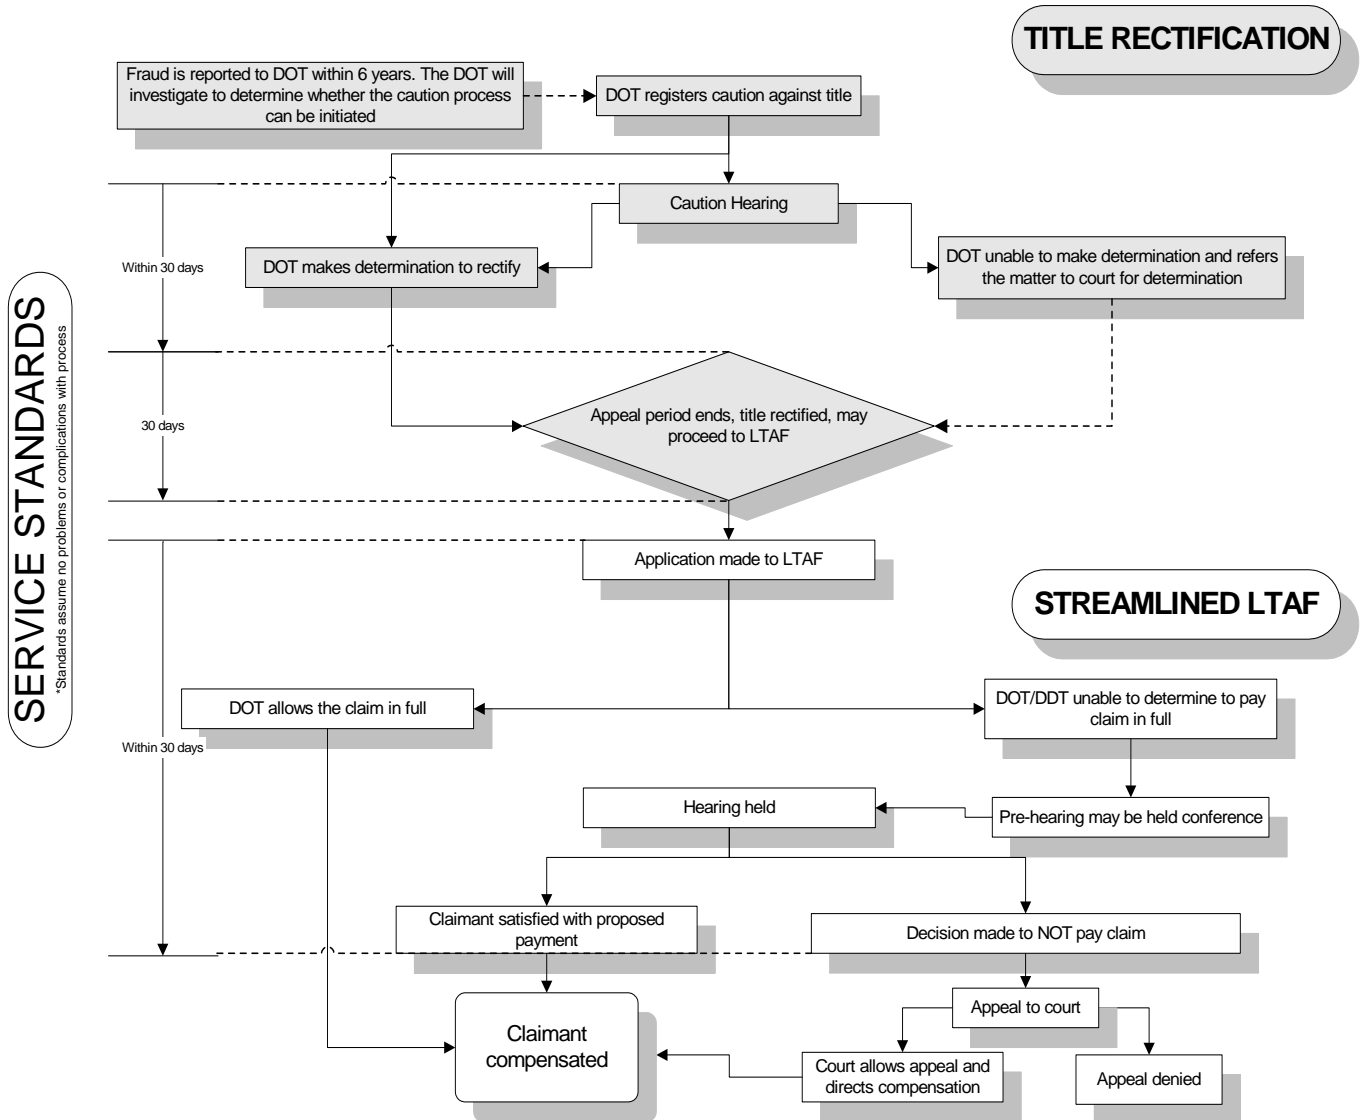 TITLE RECTIFICATION
Fraud is reported to DOT within 6 years. The DOT will
investigate to determine whether the caution process
can be initiated
DOT registers caution against title
Caution Hearing
Within 30 days
DOT makes determination to rectify
DOT unable to make determination and refers
the matter to court for determination
SERVICE STANDARDS
*Standards assume no problems or complications with process
30 days
Appeal period ends, title rectified, may
proceed to LTAF
Application made to LTAF
STREAMLINED LTAF
DOT allows the claim in full
DOT/DDT unable to determine to pay
claim in full
Within 30 days
Hearing held
Pre-hearing may be held conference
Claimant satisfied with proposed
payment
Decision made to NOT pay claim
Appeal to court
Claimant
compensated
Court allows appeal and
directs compensation
Appeal denied